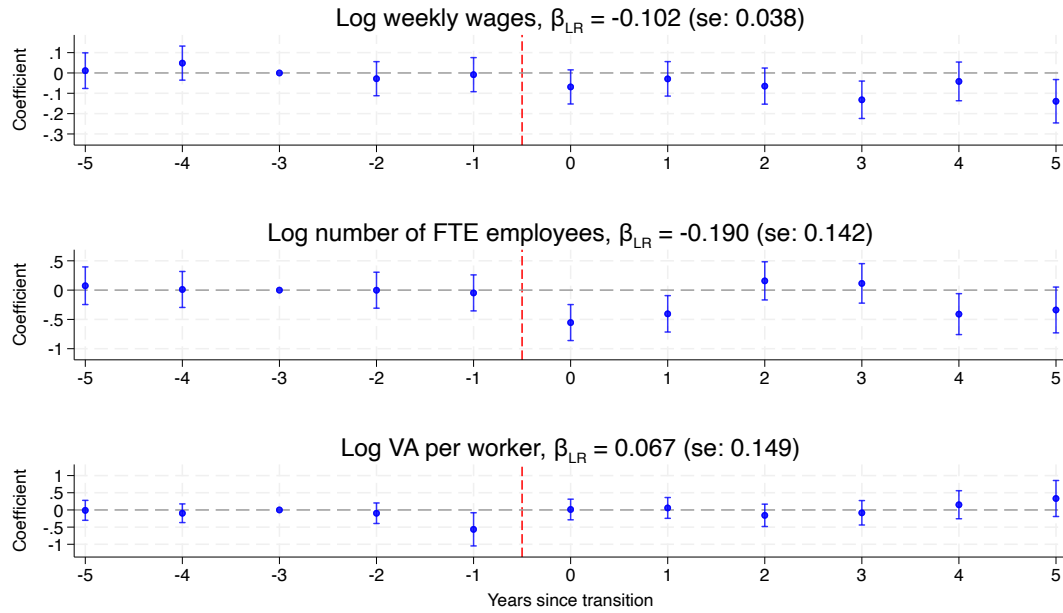 Log weekly wages, β_LR = -0.102 (se: 0.038)
Coefficient
.1
0
-.1
-.2
-.3
-5 -4 -3 -2 -1 0 1 2 3 4 5
Log number of FTE employees, β_LR = -0.190 (se: 0.142)
Coefficient
.5
0
-.5
-1
-5 -4 -3 -2 -1 0 1 2 3 4 5
Log VA per worker, β_LR = 0.067 (se: 0.149)
Coefficient
1
.5
0
-.5
-1
-5 -4 -3 -2 -1 0 1 2 3 4 5
Years since transition